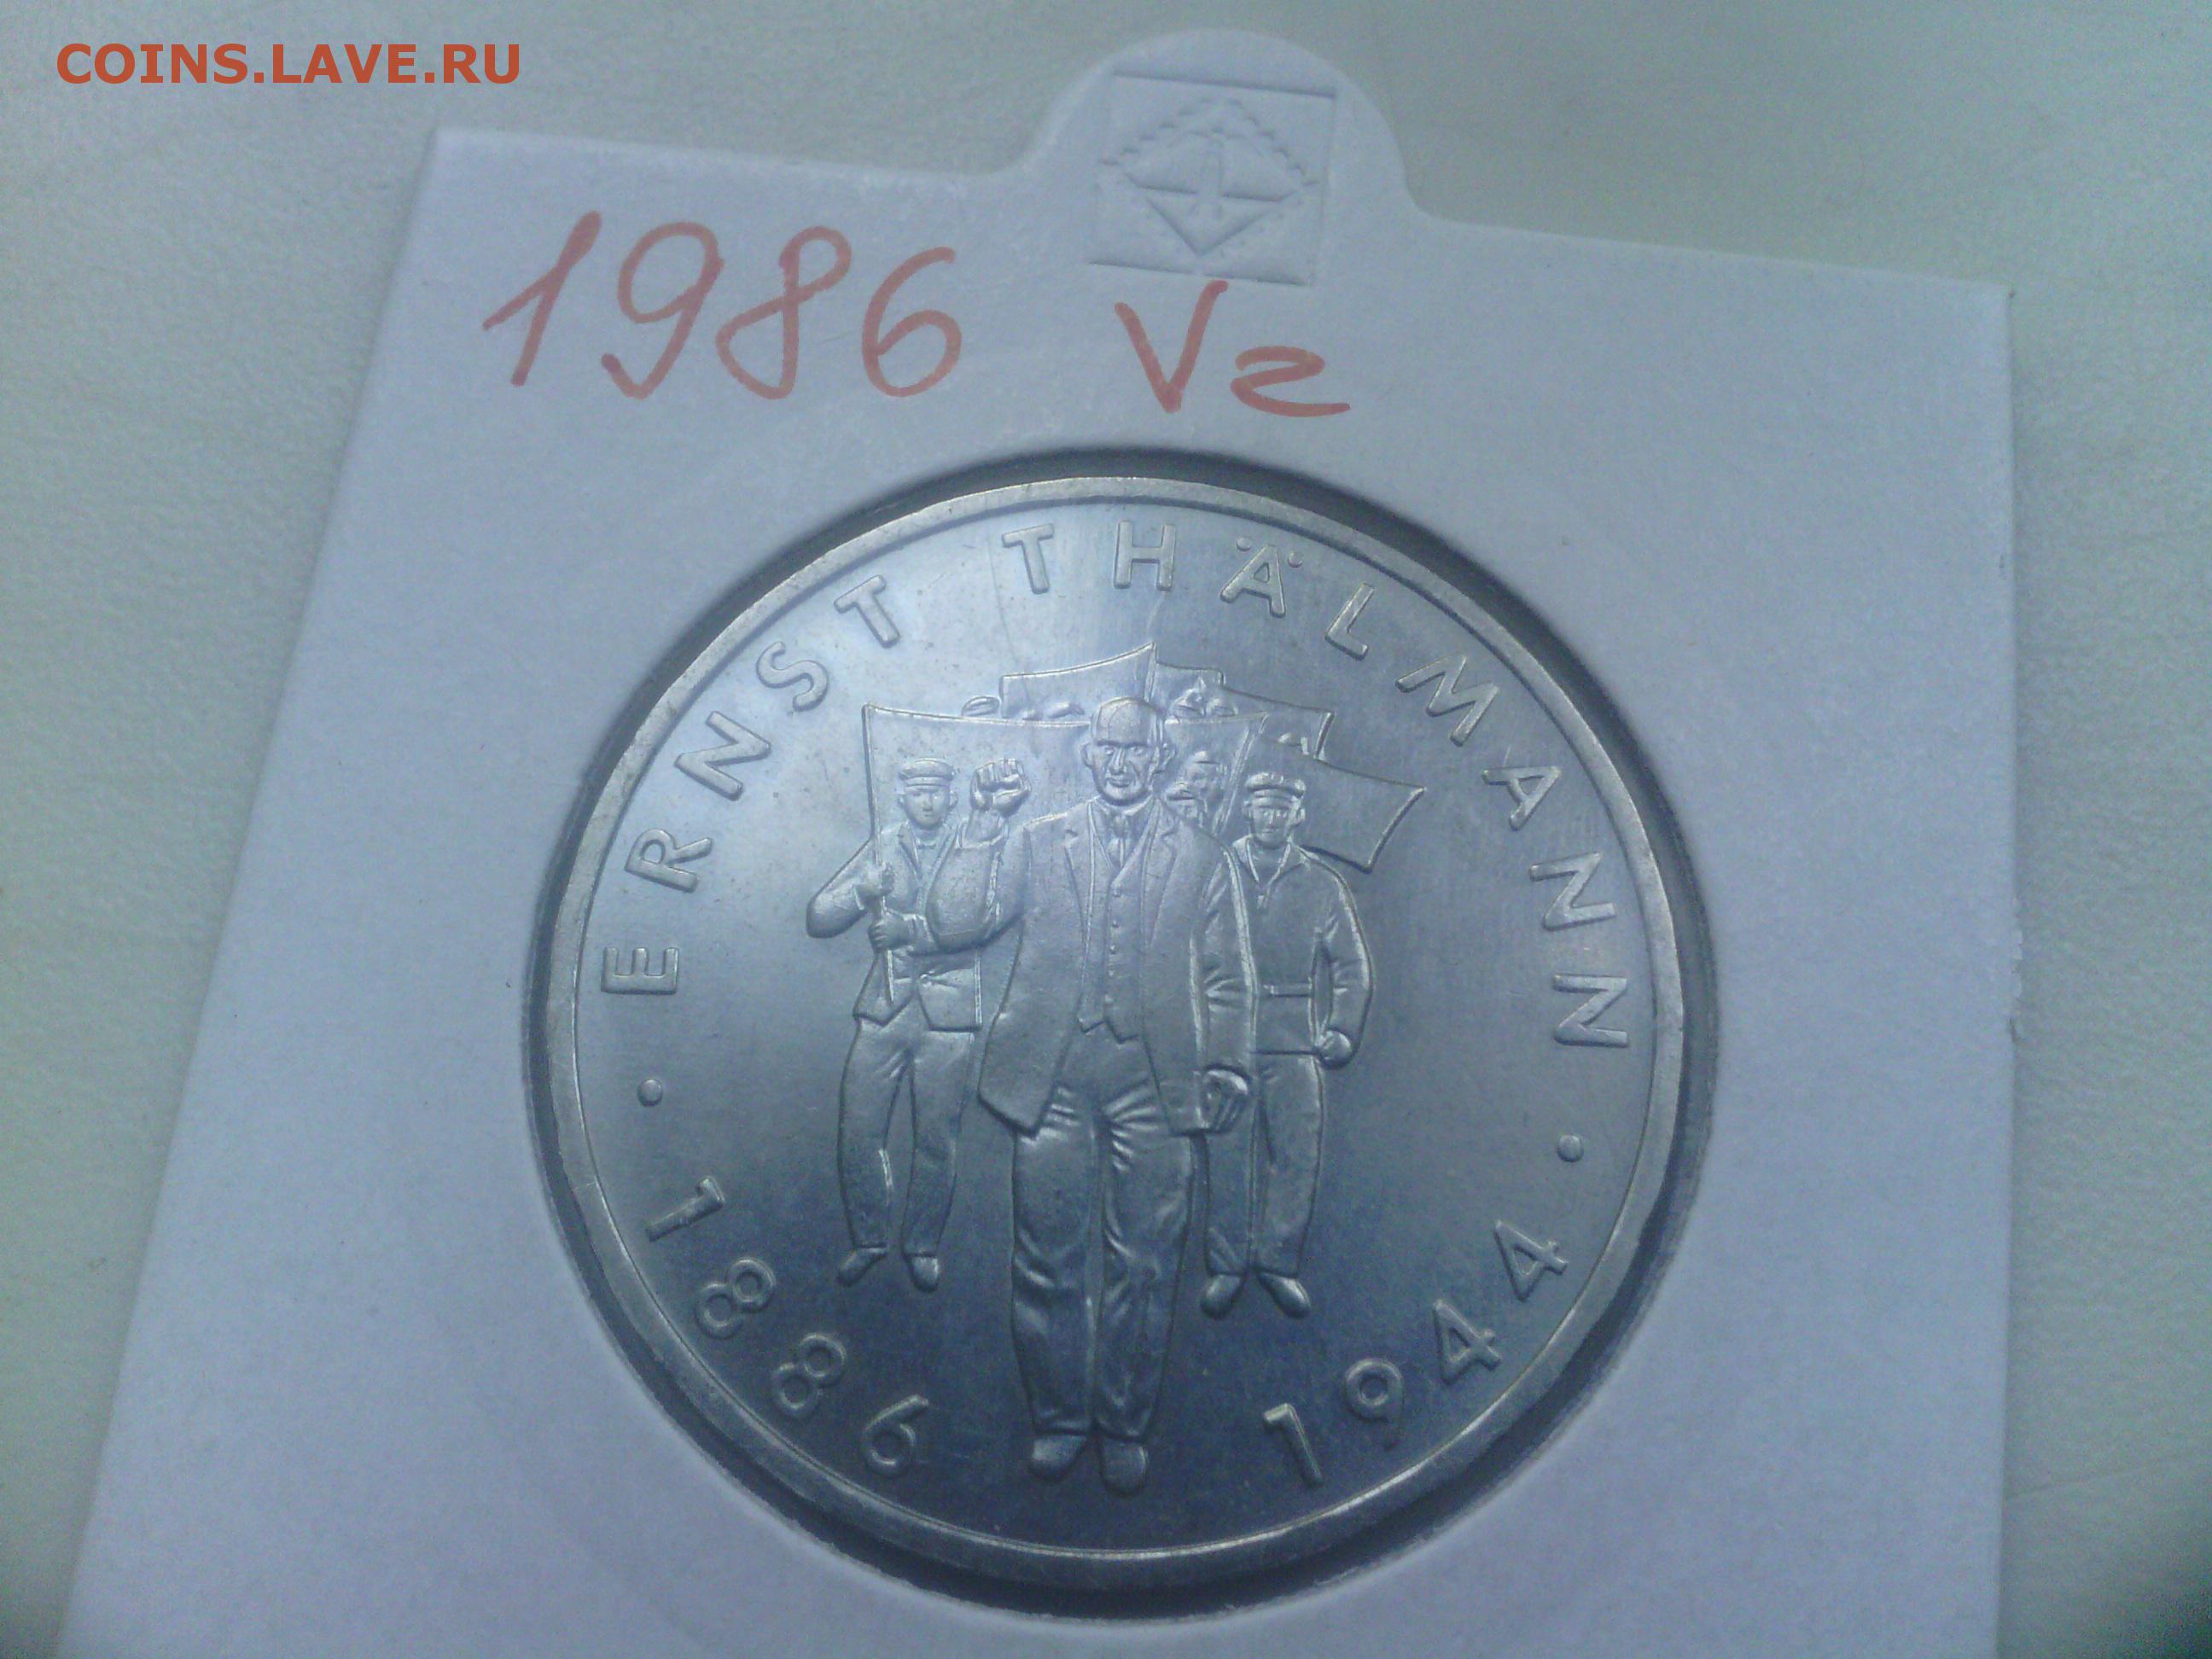 COINS.LAVE.RU
1986 Vz
· ERNST THÄLMANN ·
1886 1944